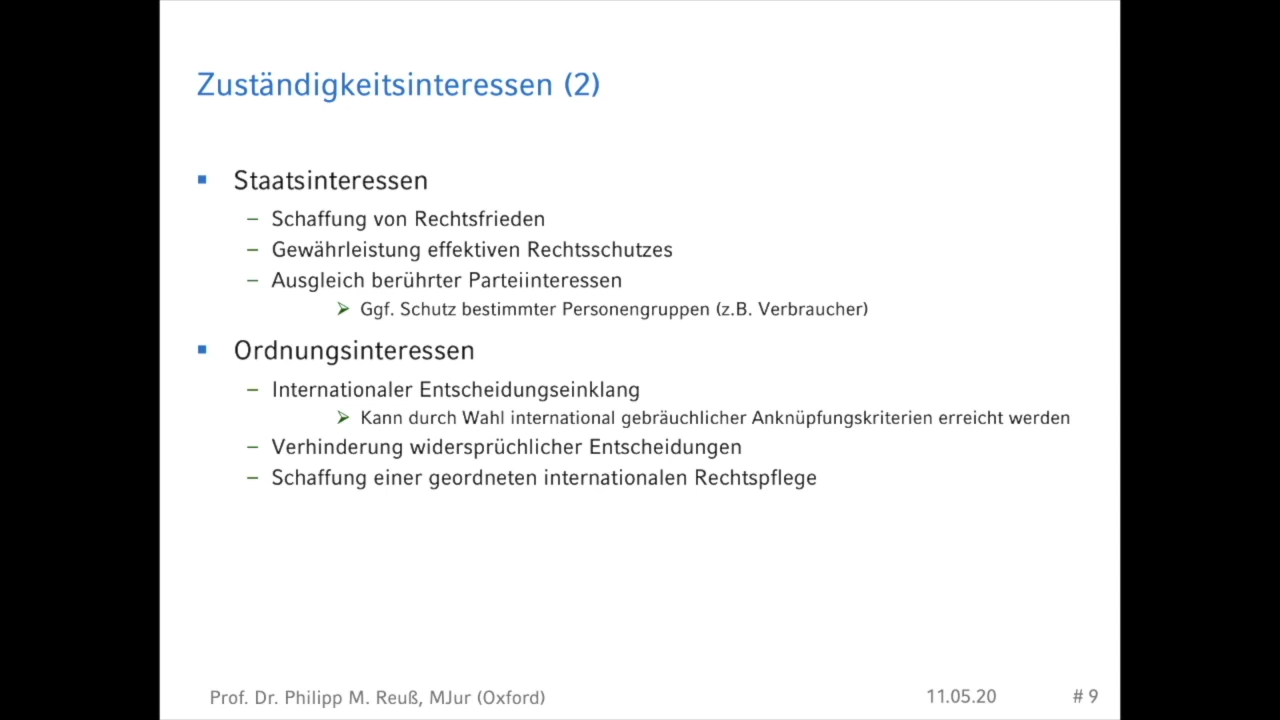 Zuständigkeitsinteressen (2)
Staatsinteressen
– Schaffung von Rechtsfrieden
– Gewährleistung effektiven Rechtsschutzes
– Ausgleich berührter Parteiinteressen
Ggf. Schutz bestimmter Personengruppen (z.B. Verbraucher)
Ordnungsinteressen
– Internationaler Entscheidungseinklang
Kann durch Wahl international gebräuchlicher Anknüpfungskriterien erreicht werden
– Verhinderung widersprüchlicher Entscheidungen
– Schaffung einer geordneten internationalen Rechtspflege
Prof. Dr. Philipp M. Reuß, MJur (Oxford) 11.05.20 # 9